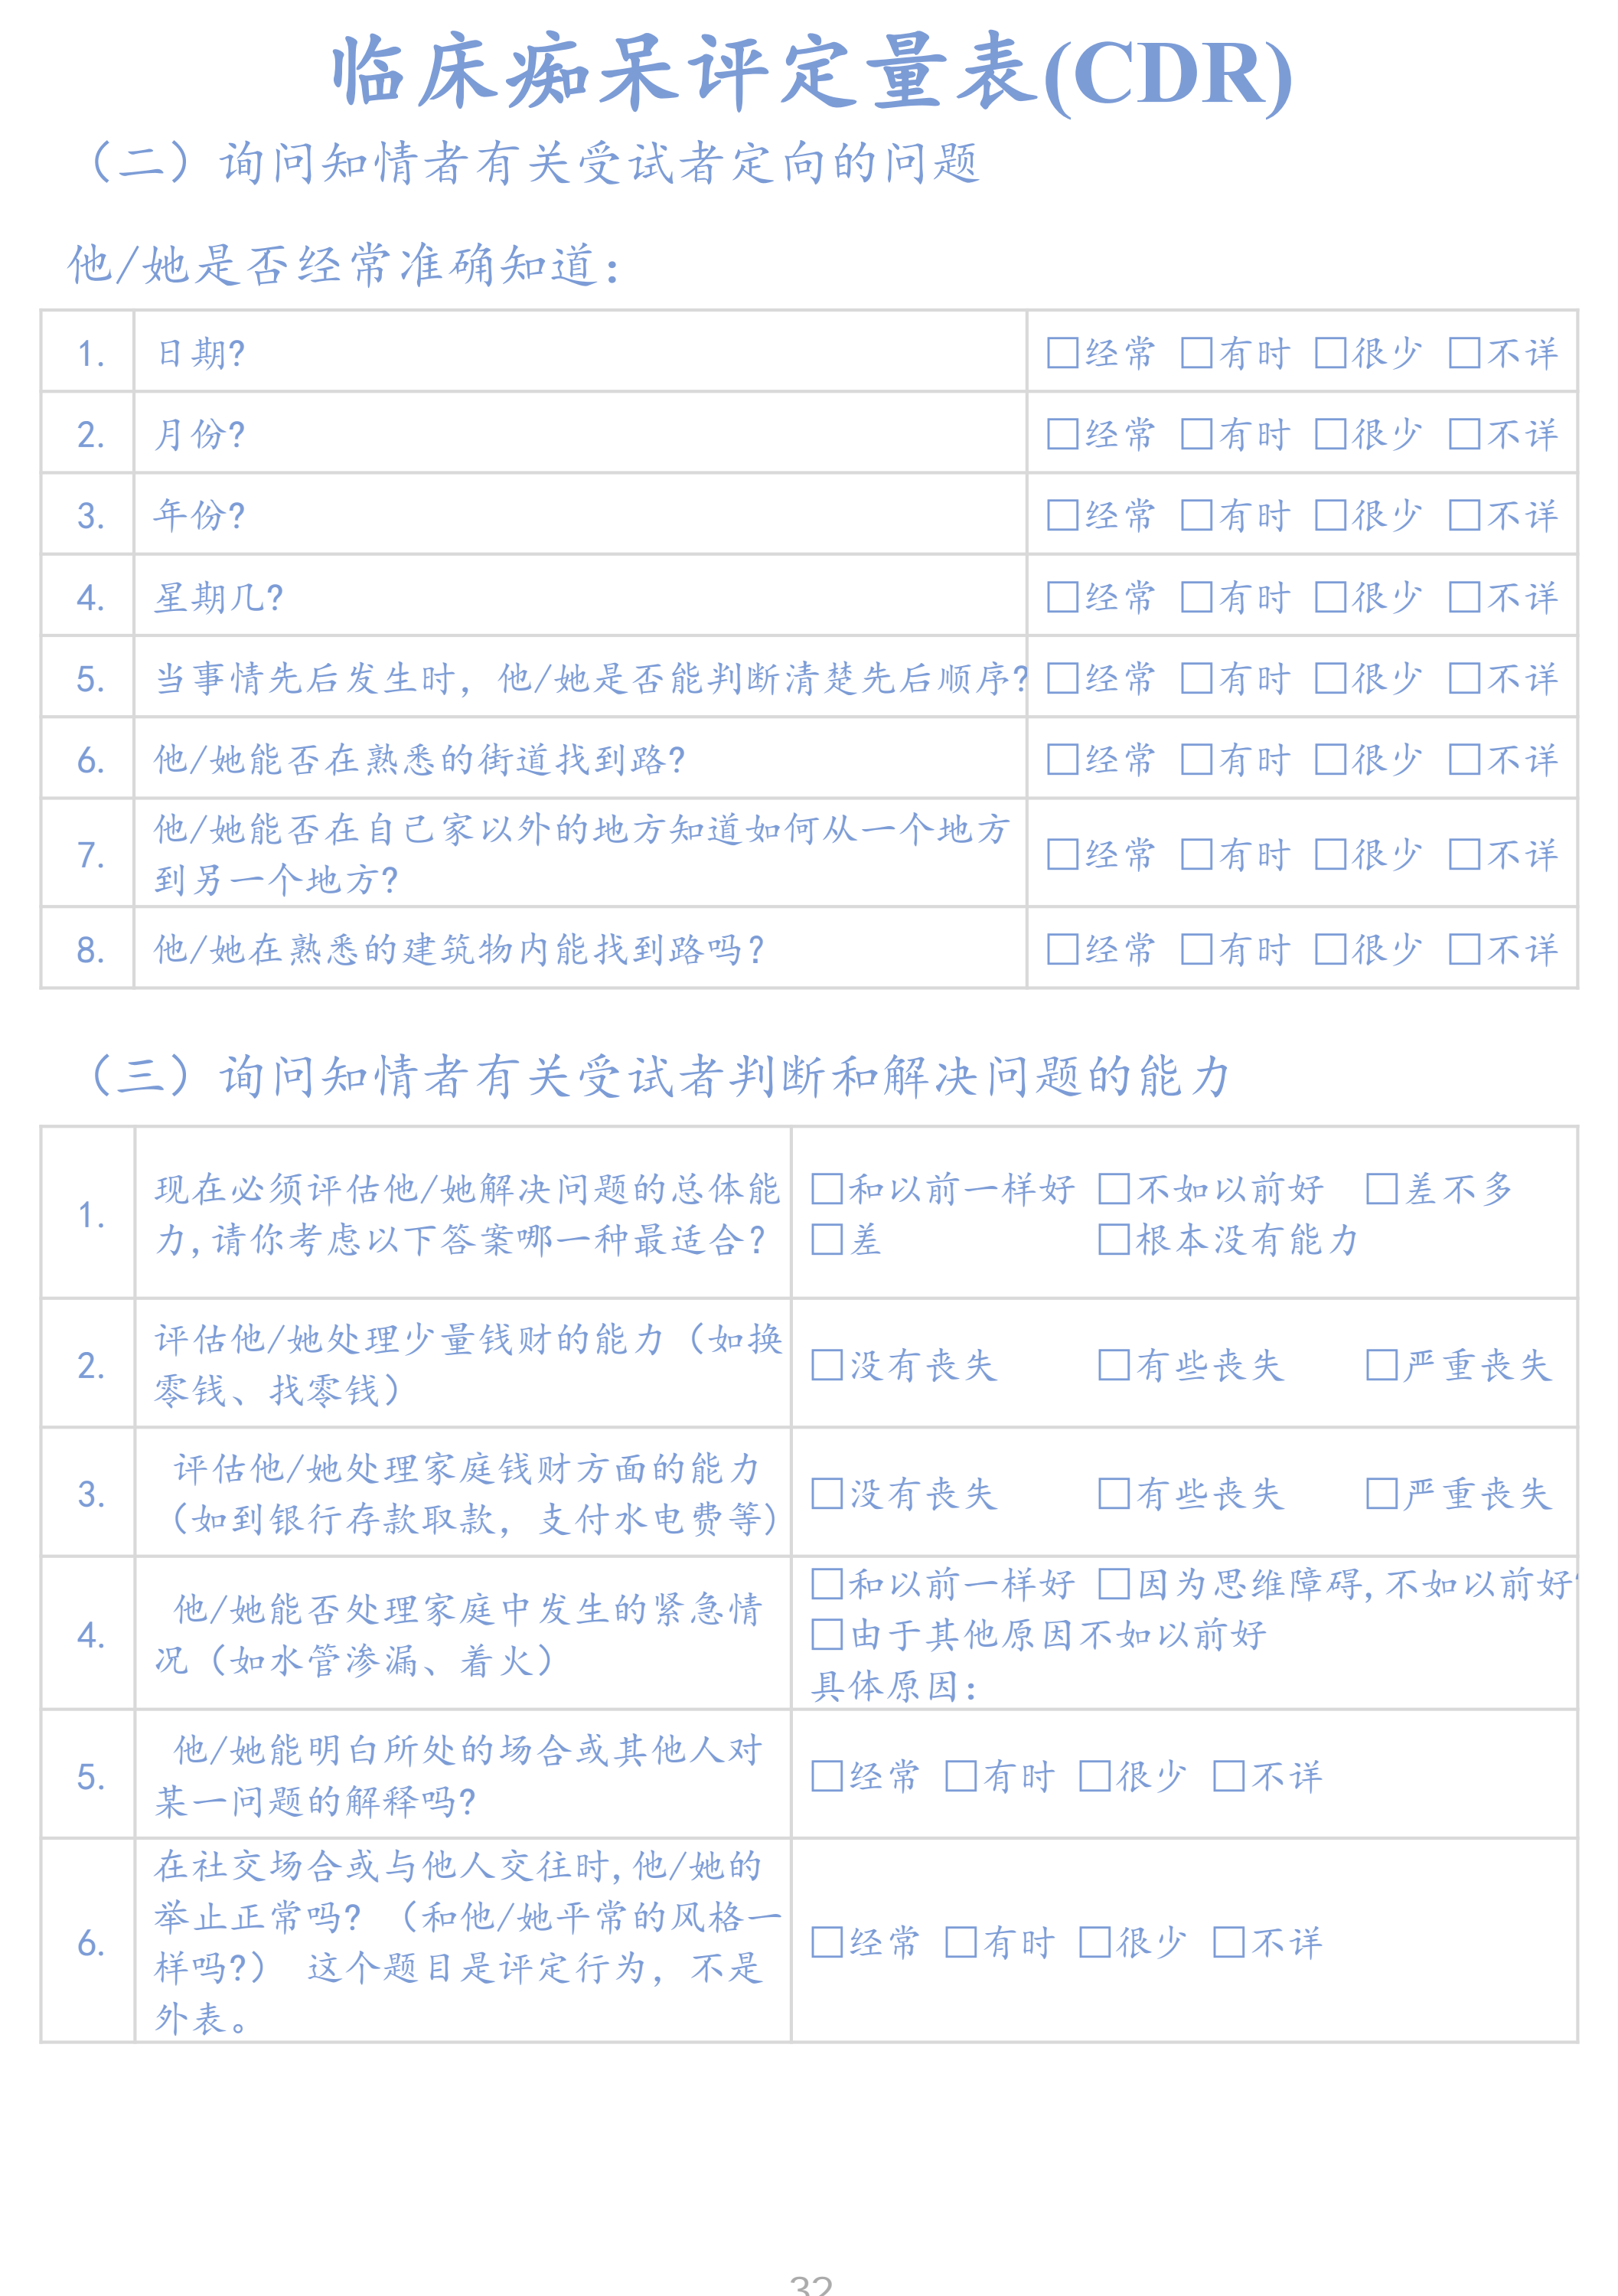 临床痴呆评定量表(CDR)
（二）询问知情者有关受试者定向的问题
他/她是否经常准确知道：
1. 日期? □经常 □有时 □很少 □不详
2. 月份? □经常 □有时 □很少 □不详
3. 年份? □经常 □有时 □很少 □不详
4. 星期几? □经常 □有时 □很少 □不详
5. 当事情先后发生时，他/她是否能判断清楚先后顺序? □经常 □有时 □很少 □不详
6. 他/她能否在熟悉的街道找到路? □经常 □有时 □很少 □不详
7. 他/她能否在自己家以外的地方知道如何从一个地方
到另一个地方? □经常 □有时 □很少 □不详
8. 他/她在熟悉的建筑物内能找到路吗? □经常 □有时 □很少 □不详
（三）询问知情者有关受试者判断和解决问题的能力
1. 现在必须评估他/她解决问题的总体能
力,请你考虑以下答案哪一种最适合?
□和以前一样好 □不如以前好 □差不多
□差 □根本没有能力
2. 评估他/她处理少量钱财的能力（如换
零钱、找零钱）
□没有丧失 □有些丧失 □严重丧失
3. 评估他/她处理家庭钱财方面的能力
（如到银行存款取款，支付水电费等）
□没有丧失 □有些丧失 □严重丧失
4. 他/她能否处理家庭中发生的紧急情
况（如水管渗漏、着火）
□和以前一样好 □因为思维障碍,不如以前好
□由于其他原因不如以前好
具体原因：
5. 他/她能明白所处的场合或其他人对
某一问题的解释吗?
□经常 □有时 □很少 □不详
6. 在社交场合或与他人交往时,他/她的
举止正常吗? （和他/她平常的风格一
样吗?） 这个题目是评定行为，不是
外表。
□经常 □有时 □很少 □不详
32